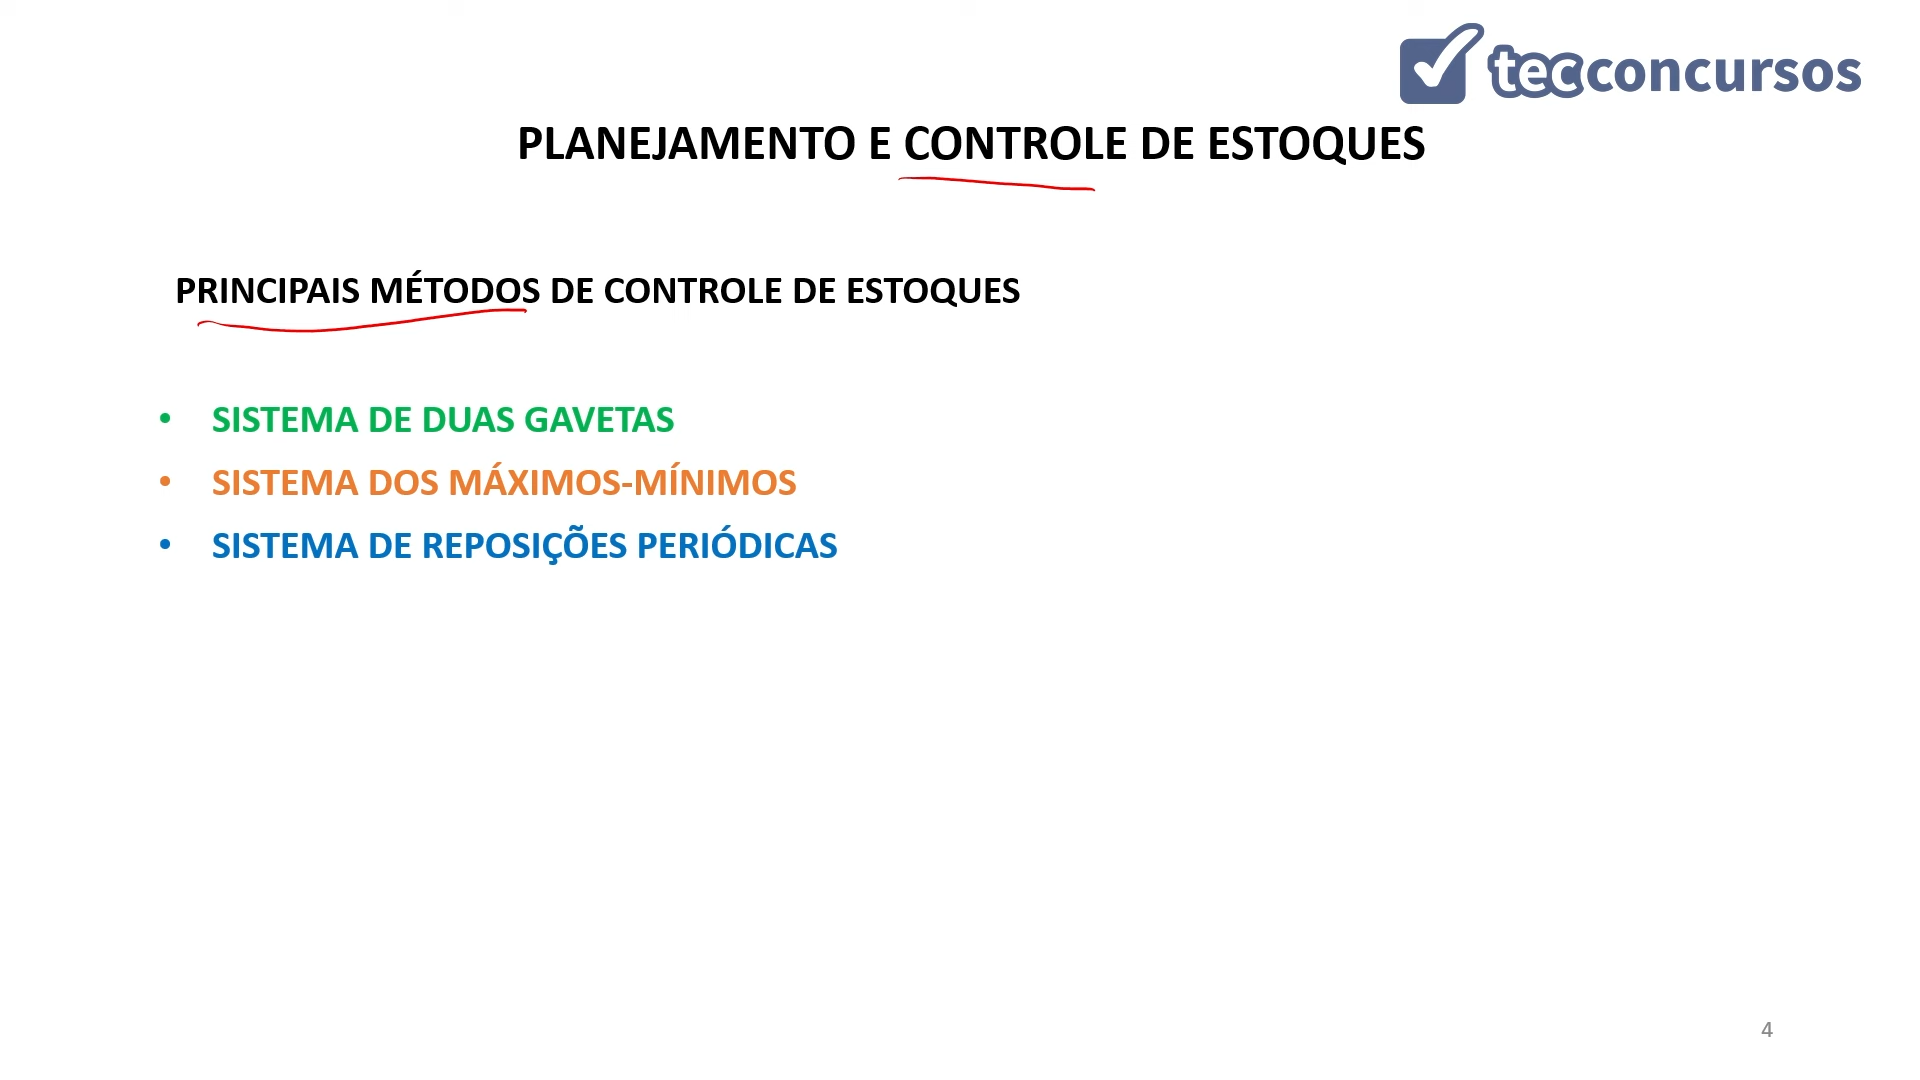 tecconcursos
PLANEJAMENTO E CONTROLE DE ESTOQUES
PRINCIPAIS MÉTODOS DE CONTROLE DE ESTOQUES
• SISTEMA DE DUAS GAVETAS
• SISTEMA DOS MÁXIMOS-MÍNIMOS
• SISTEMA DE REPOSIÇÕES PERIÓDICAS
4